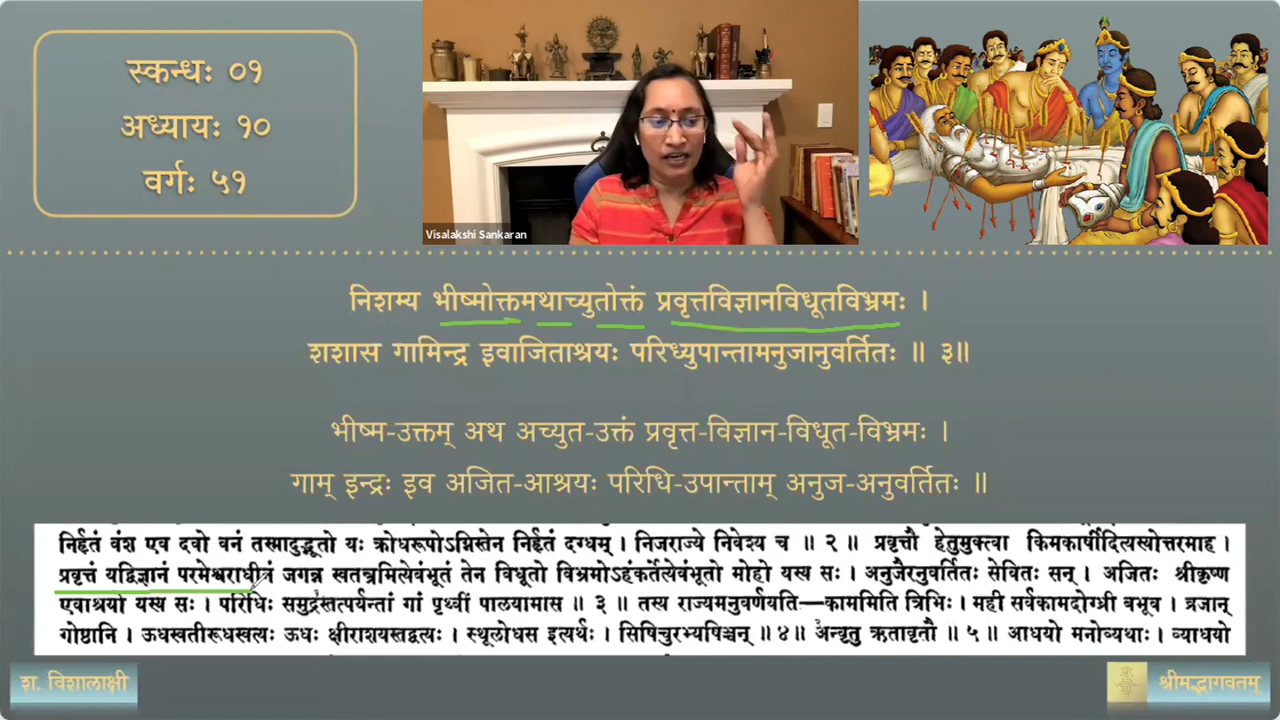 स्कन्धः ०१
अध्यायः १०
वर्गः ५१
Visalakshi Sankaran
निशम्य भीष्मोक्तमथाच्युतोक्तं प्रवृत्तविज्ञानविधूतविभ्रमः ।
शशास गामिन्द्र इवाजिताश्रयः परिध्युपान्तामनुजानुवर्तितः ॥ ३॥
भीष्म-उक्तम् अथ अच्युत-उक्तं प्रवृत्त-विज्ञान-विधूत-विभ्रमः ।
गाम् इन्द्रः इव अजित-आश्रयः परिधि-उपान्ताम् अनुज-अनुवर्तितः ॥
निर्हृतं वंश एव दवो वनं तस्मादुद्भूतो यः क्रोधरूपोऽग्निस्तेन निर्हृतं दग्धम् । निजराज्ये निवेश्य च ॥ २ ॥ प्रवृत्तौ हेतुमुक्त्वा किमकार्षीदित्यस्योत्तरमाह ।
प्रवृत्तं यद्विज्ञानं परमेश्वराधीनं जगन्न स्वतन्त्रमित्येवंभूतं तेन विधूतो विभ्रमोऽहंकर्तेत्येवंभूतो मोहो यस्य सः । अनुजैरनुवर्तितः सेवितः सन् । अजितः श्रीकृष्ण
एवाश्रयो यस्य सः । परिधिः समुद्रस्तत्पर्यन्तां गां पृथ्वीं पालयामास ॥ ३ ॥ तस्य राज्यमनुवर्णयति—काममिति त्रिभिः । मही सर्वकामदोग्ध्री बभूव । व्रजान्
गोष्ठानि । ऊधस्वतीरूधस्वत्यः ऊधः क्षीराशयस्तद्वत्यः । स्थूलोधस इत्यर्थः । सिषिचुरभ्यषिञ्चन् ॥ ४॥ अन्वृतु ऋतावृतौ ॥ ५ ॥ आधयो मनोव्यथाः । व्याधयो
श. विशालाक्षी
श्रीमद्भागवतम्